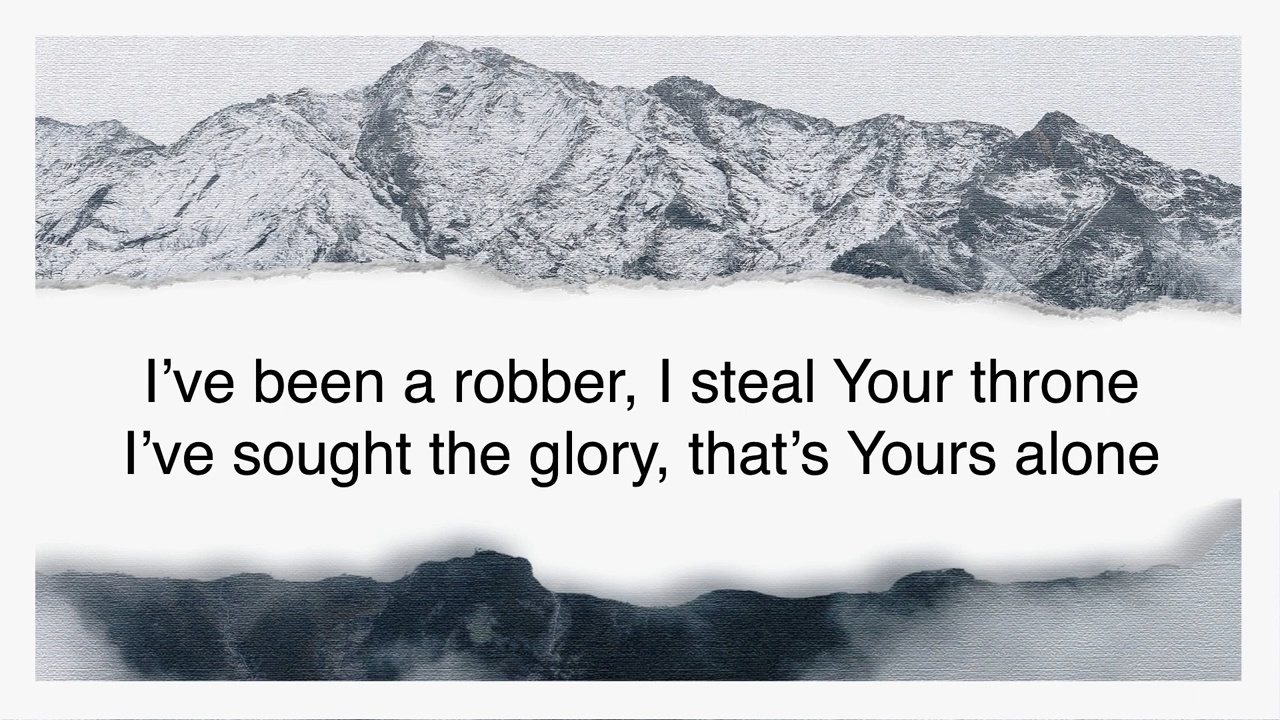 I’ve been a robber, I steal Your throne
I’ve sought the glory, that’s Yours alone